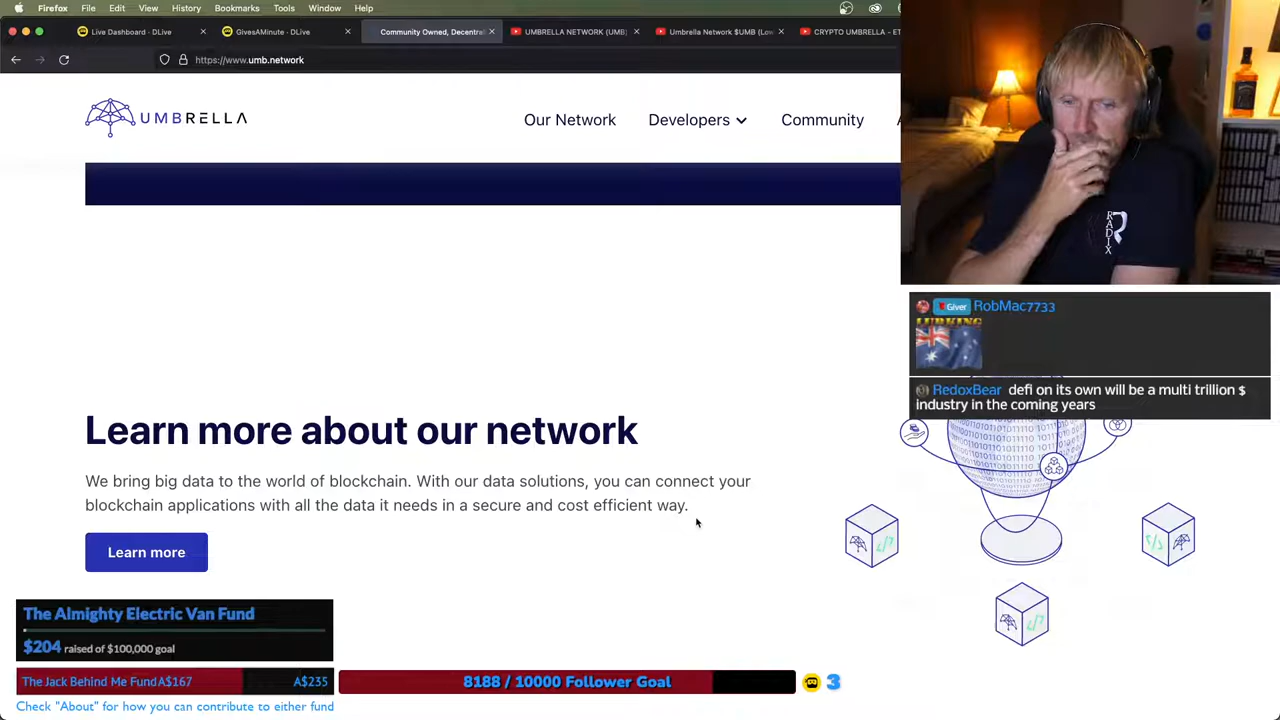 Firefox File Edit View History Bookmarks Tools Window Help
Live Dashboard - DLive
GivesAMinute - DLive
Community Owned, Decentral
UMBRELLA NETWORK (UMB)
Umbrella Network $UMB (Low
CRYPTO UMBRELLA - ET
https://www.umb.network
UMBRELLA
Our Network
Developers
Community
RADIX
Giver RobMac7733
LURKING
RedoxBear defi on its own will be a multi trillion $
industry in the coming years
Learn more about our network
We bring big data to the world of blockchain. With our data solutions, you can connect your
blockchain applications with all the data it needs in a secure and cost efficient way.
Learn more
The Almighty Electric Van Fund
$204 raised of $100,000 goal
The Jack Behind Me Fund A$167 A$235
8188 / 10000 Follower Goal
3
Check "About" for how you can contribute to either fund